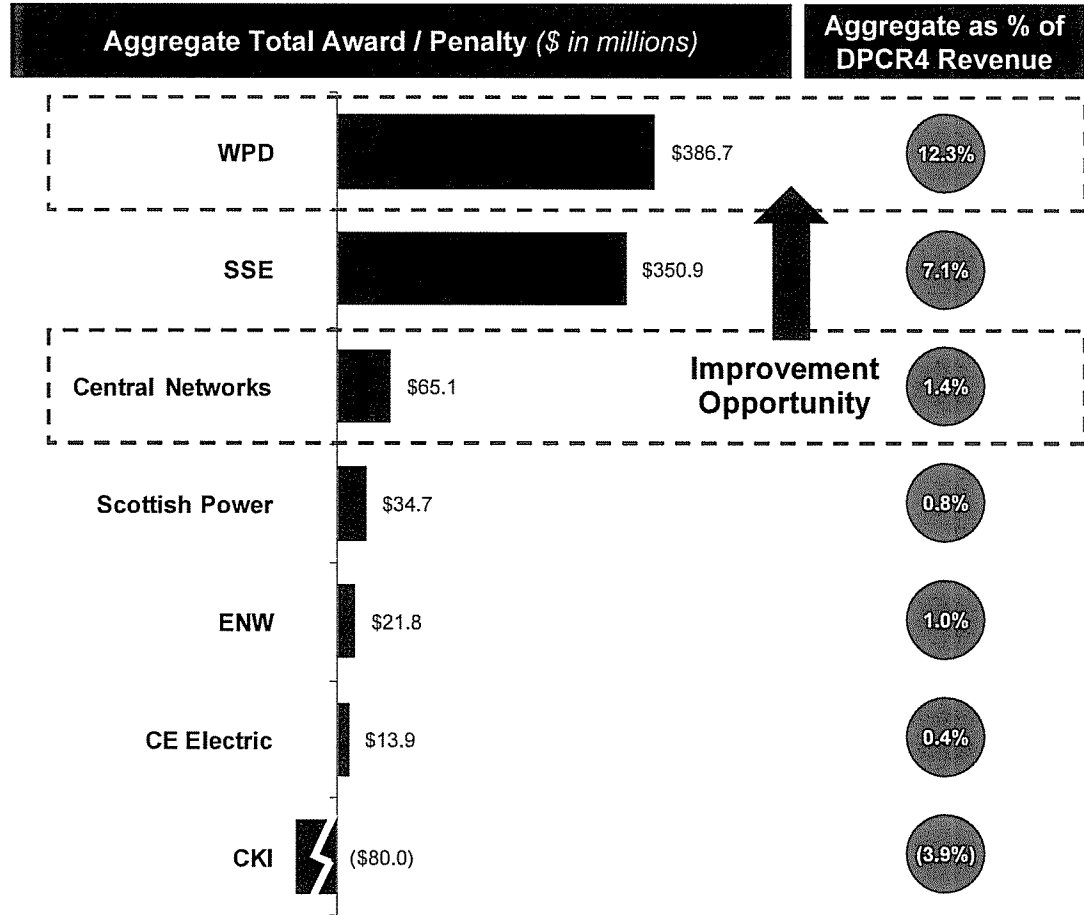 Aggregate Total Award / Penalty ($ in millions)
Aggregate as % of
DPCR4 Revenue
WPD
$386.7
12.3%
SSE
$350.9
7.1%
Central Networks
$65.1
Improvement
Opportunity
1.4%
Scottish Power
$34.7
0.8%
ENW
$21.8
1.0%
CE Electric
$13.9
0.4%
CKI
($80.0)
(3.9%)